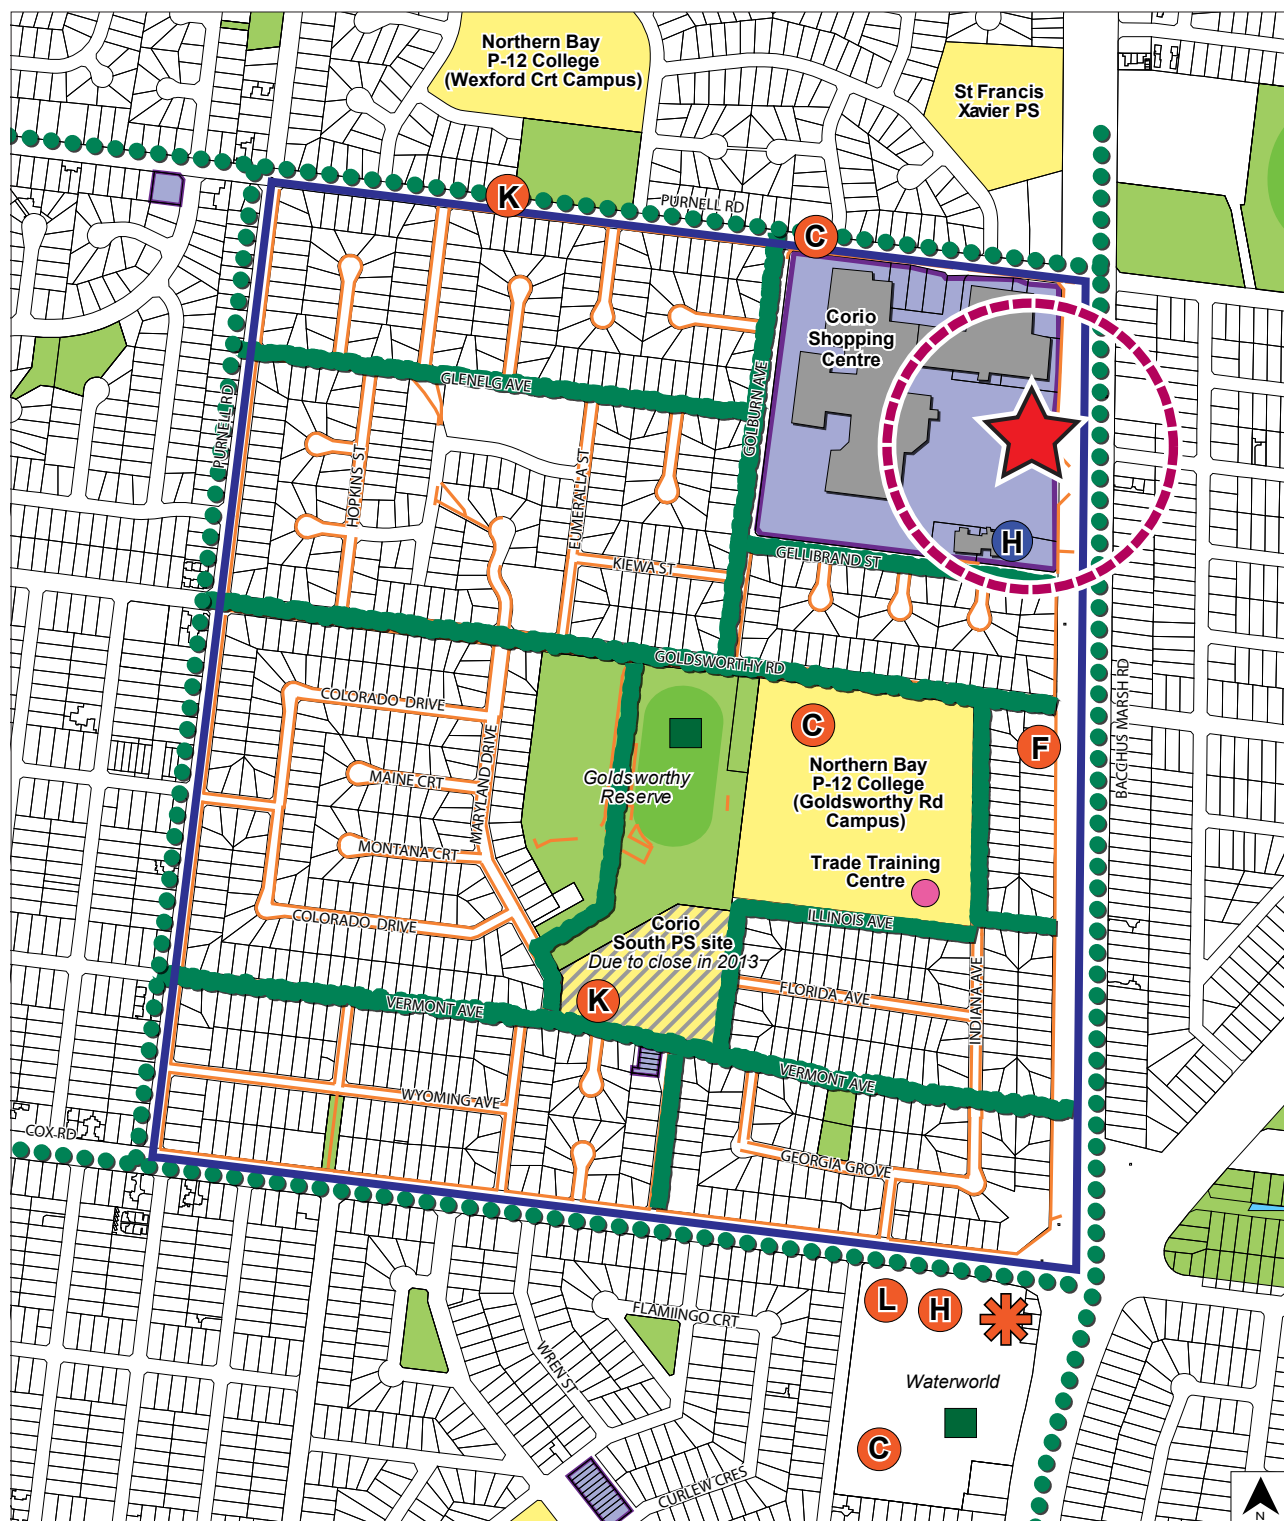 Northern Bay
P-12 College
(Wexford Crt Campus)
St Francis
Xavier PS
K
PURNELL RD
C
Corio
Shopping
Centre
GLENELG AVE
GOLBURN AVE
PURNELL RD
HOPKINS ST
EUMERALLA ST
H
GELLIBRAND ST
KIEWA ST
GOLDSWORTHY RD
BACCHUS MARSH RD
COLORADO DRIVE
C
F
MARYLAND DRIVE
MAINE CRT
Goldsworthy
Reserve
Northern Bay
P-12 College
(Goldsworthy Rd
Campus)
MONTANA CRT
Trade Training
Centre
COLORADO DRIVE
ILLINOIS AVE
Corio
South PS site
Due to close in 2013
K
FLORIDA AVE
INDIANA AVE
VERMONT AVE
VERMONT AVE
WYOMING AVE
COX RD
GEORGIA GROVE
L
H
FLAMIINGO CRT
WREN ST
Waterworld
C
CURLEW CRES
N